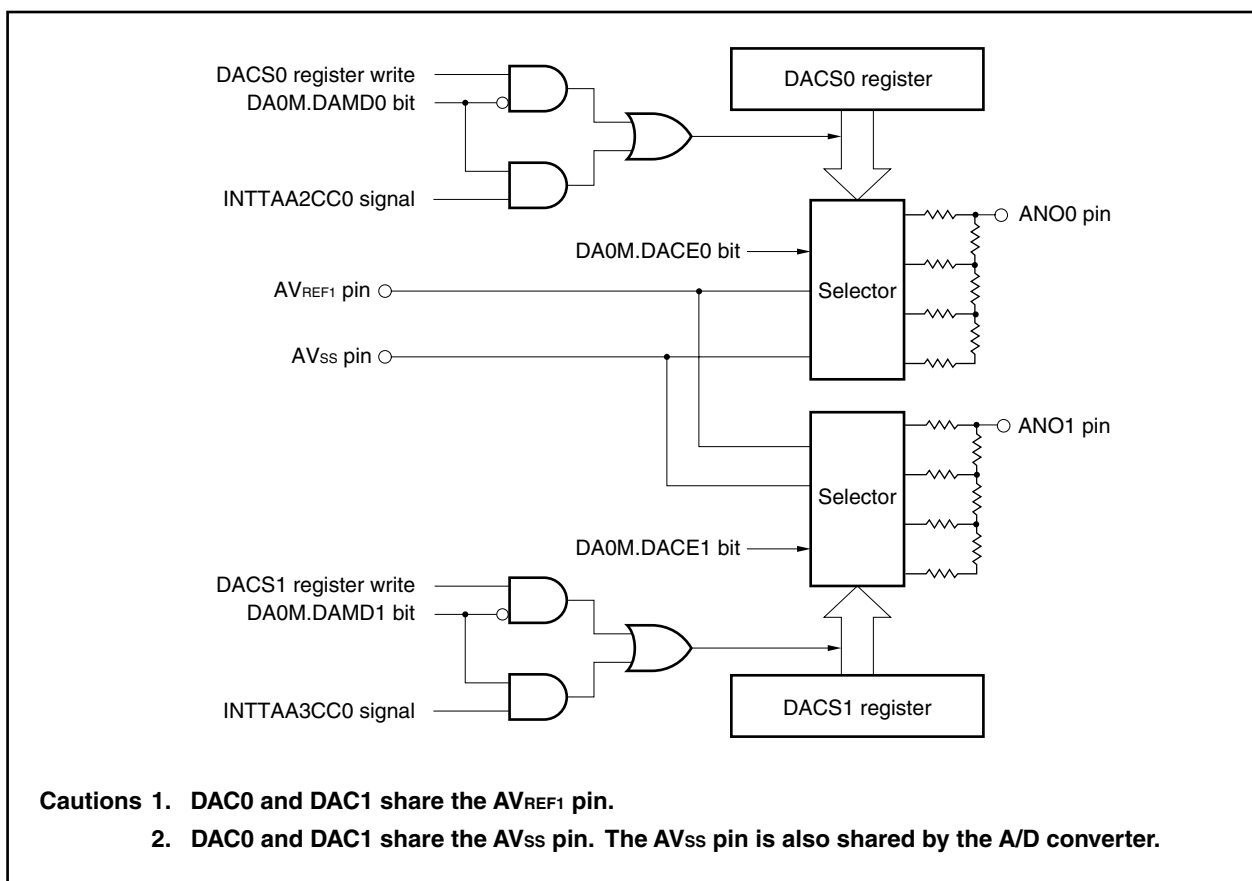 DACS0 register write
DA0M.DAMD0 bit
INTTAA2CC0 signal
DACS0 register
DA0M.DACE0 bit
AVREF1 pin
AVSS pin
Selector
ANO0 pin
Selector
ANO1 pin
DA0M.DACE1 bit
DACS1 register write
DA0M.DAMD1 bit
INTTAA3CC0 signal
DACS1 register
Cautions 1. DAC0 and DAC1 share the AVREF1 pin.
2. DAC0 and DAC1 share the AVSS pin. The AVSS pin is also shared by the A/D converter.